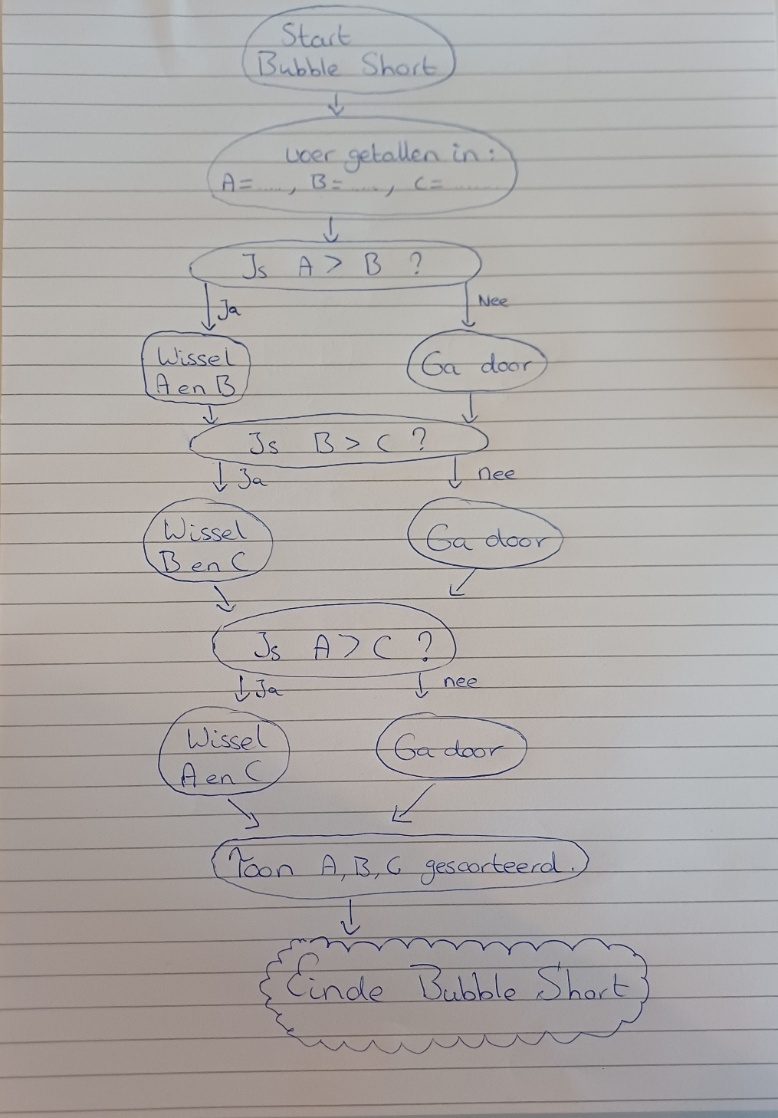 Start
Bubble Short
voer getallen in :
A=....., B=....., C=........
Is A > B ?
Ja
Nee
Wissel
A en B
Ga door
Is B > C ?
Ja
nee
Wissel
B en C
Ga door
Is A > C ?
Ja
nee
Wissel
A en C
Ga door
Toon A, B, C gesoorteerd.
Einde Bubble Short